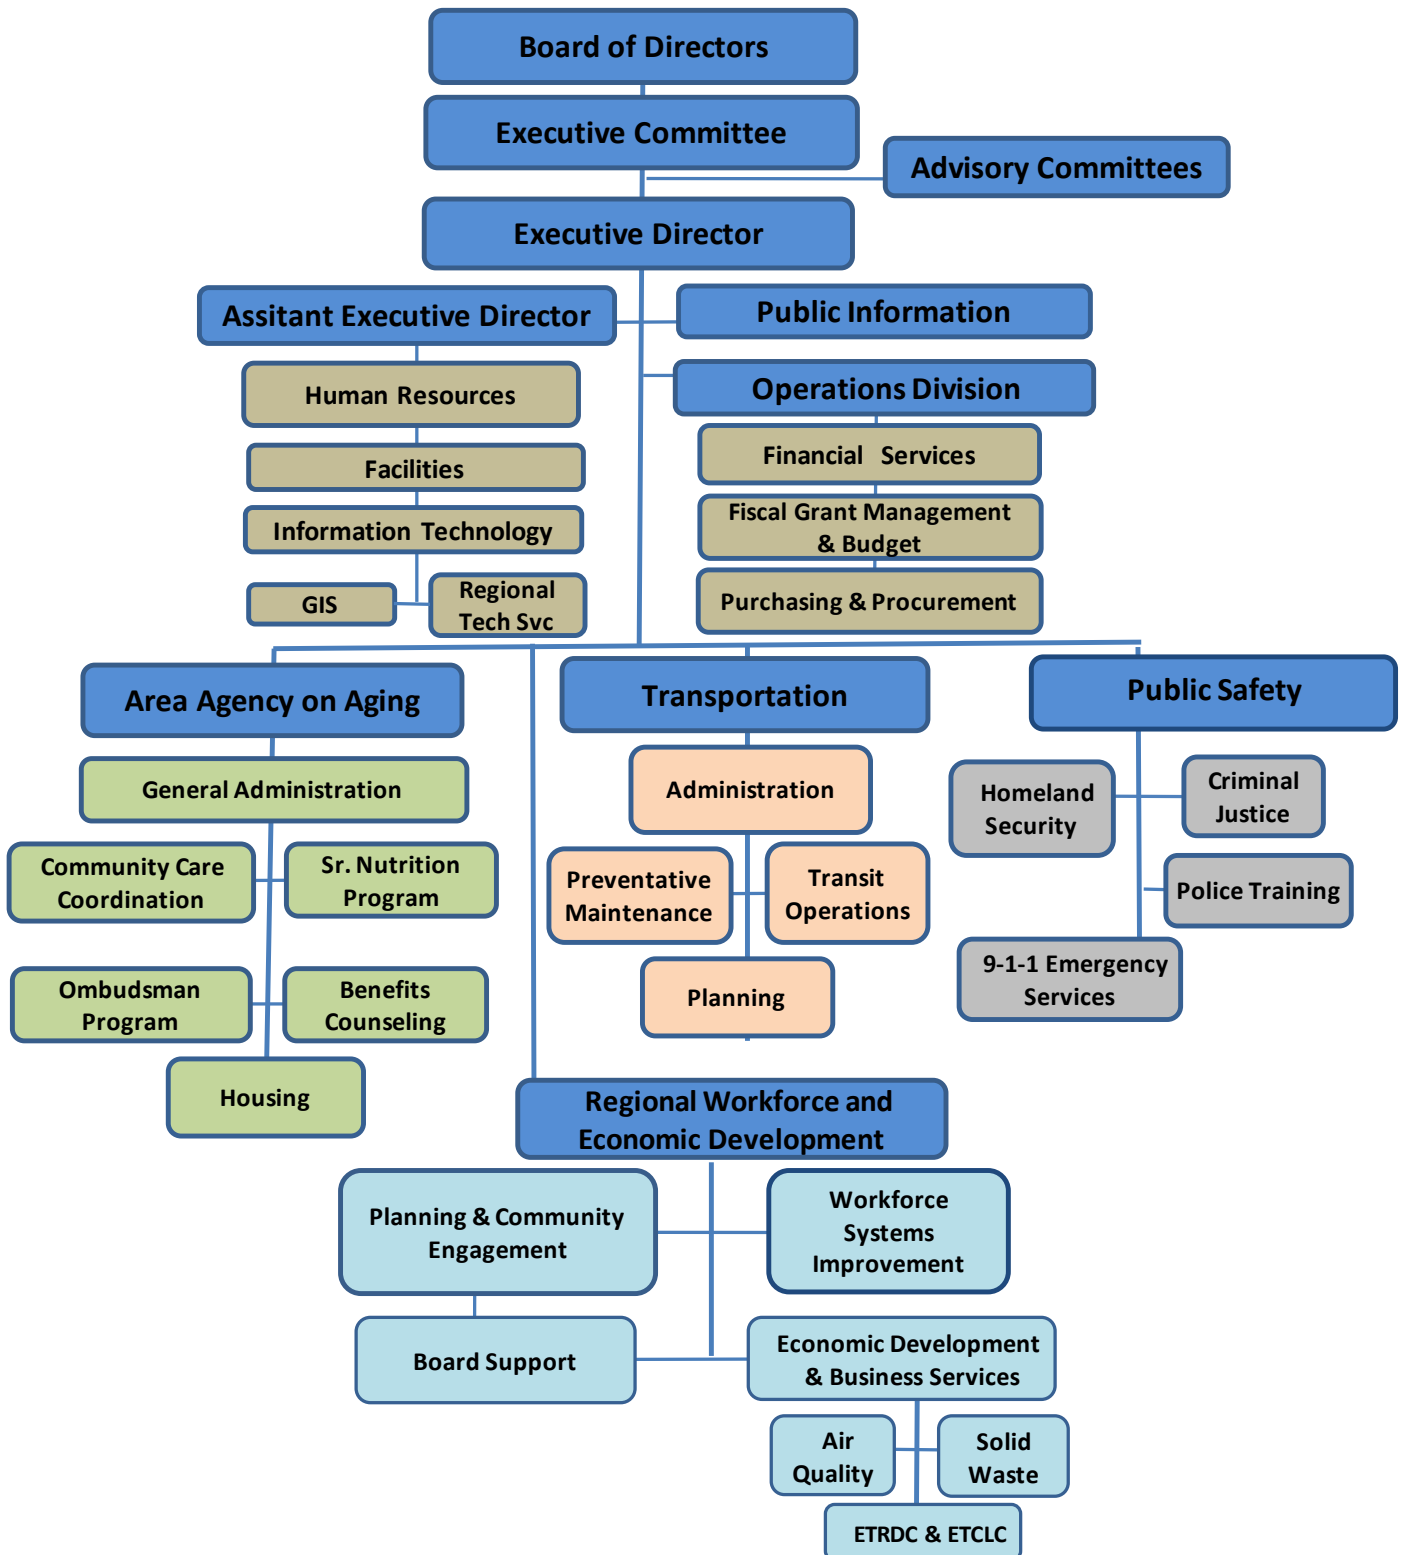 Board of Directors
Executive Committee
Advisory Committees
Executive Director
Assitant Executive Director
Public Information
Human Resources
Operations Division
Facilities
Financial Services
Information Technology
Fiscal Grant Management
& Budget
GIS
Regional
Tech Svc
Purchasing & Procurement
Area Agency on Aging
Transportation
Public Safety
General Administration
Administration
Homeland
Security
Criminal
Justice
Community Care
Coordination
Sr. Nutrition
Program
Preventative
Maintenance
Transit
Operations
Police Training
Ombudsman
Program
Benefits
Counseling
Planning
9-1-1 Emergency
Services
Housing
Regional Workforce and
Economic Development
Planning & Community
Engagement
Workforce
Systems
Improvement
Board Support
Economic Development
& Business Services
Air
Quality
Solid
Waste
ETRDC & ETCLC